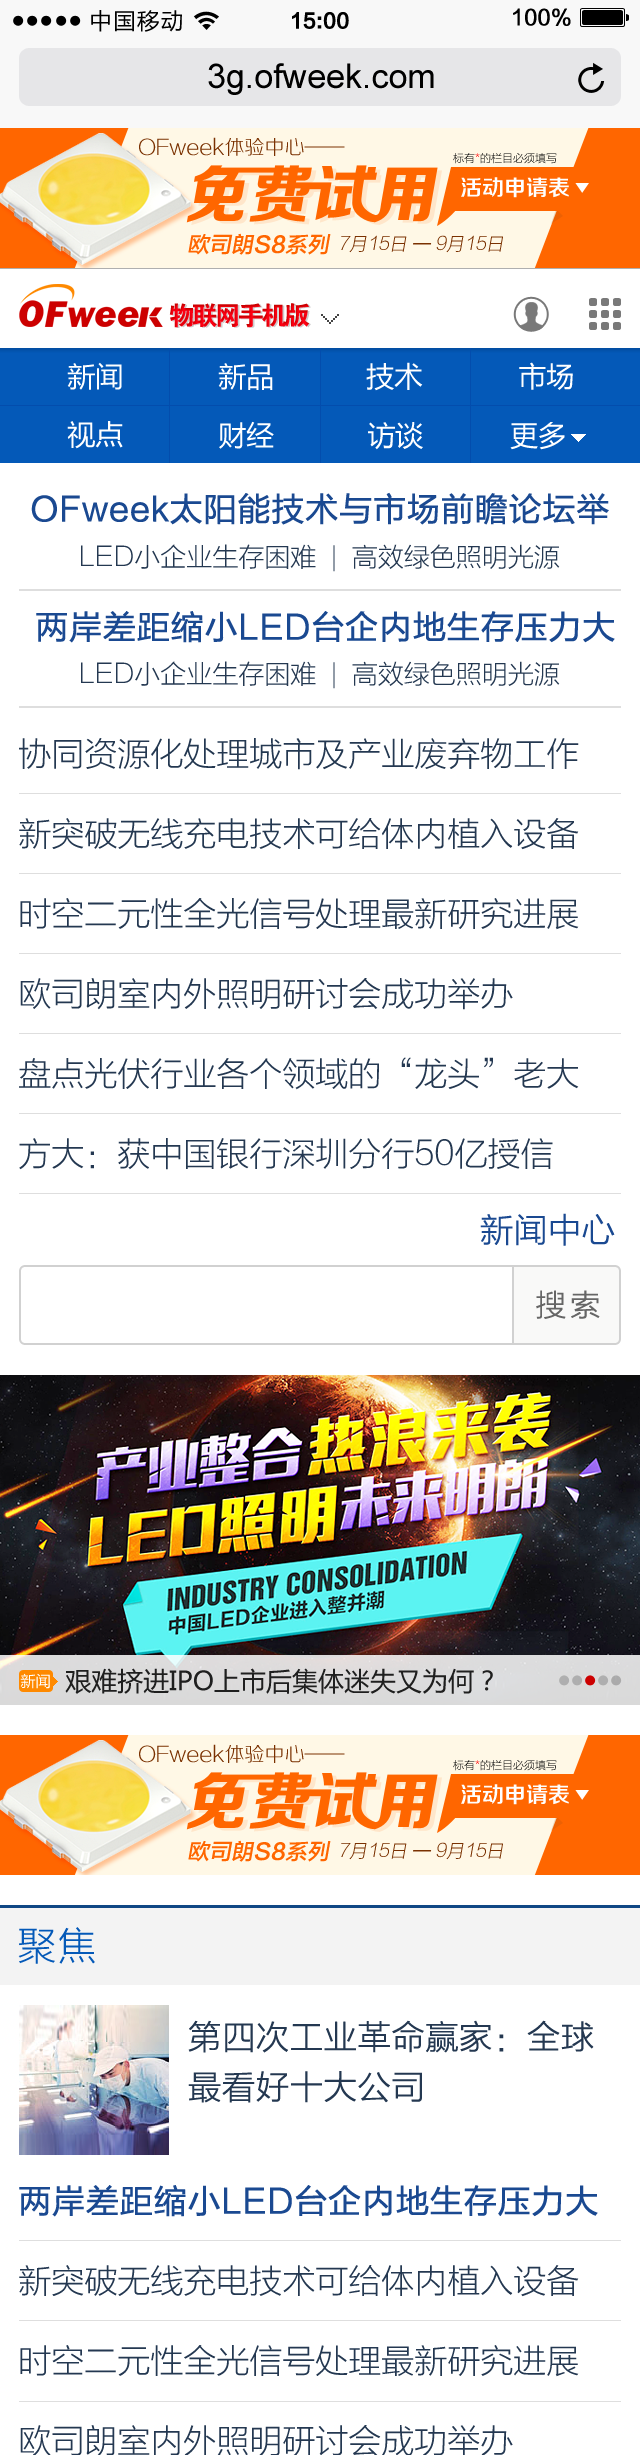 中国移动 15:00 100%
3g.ofweek.com
OFweek体验中心——
标有*的栏目必须填写
免费试用
活动申请表
欧司朗S8系列 7月15日 — 9月15日
OFweek 物联网手机版
新闻 新品 技术 市场
视点 财经 访谈 更多
OFweek太阳能技术与市场前瞻论坛举
LED小企业生存困难 | 高效绿色照明光源
两岸差距缩小LED台企内地生存压力大
LED小企业生存困难 | 高效绿色照明光源
协同资源化处理城市及产业废弃物工作
新突破无线充电技术可给体内植入设备
时空二元性全光信号处理最新研究进展
欧司朗室内外照明研讨会成功举办
盘点光伏行业各个领域的“龙头”老大
方大：获中国银行深圳分行50亿授信
新闻中心
搜索
产业整合热浪来袭
LED照明未来明朗
INDUSTRY CONSOLIDATION
中国LED企业进入整并潮
新闻 艰难挤进IPO上市后集体迷失又为何？
OFweek体验中心——
标有*的栏目必须填写
免费试用
活动申请表
欧司朗S8系列 7月15日 — 9月15日
聚焦
第四次工业革命赢家：全球
最看好十大公司
两岸差距缩小LED台企内地生存压力大
新突破无线充电技术可给体内植入设备
时空二元性全光信号处理最新研究进展
欧司朗室内外照明研讨会成功举办